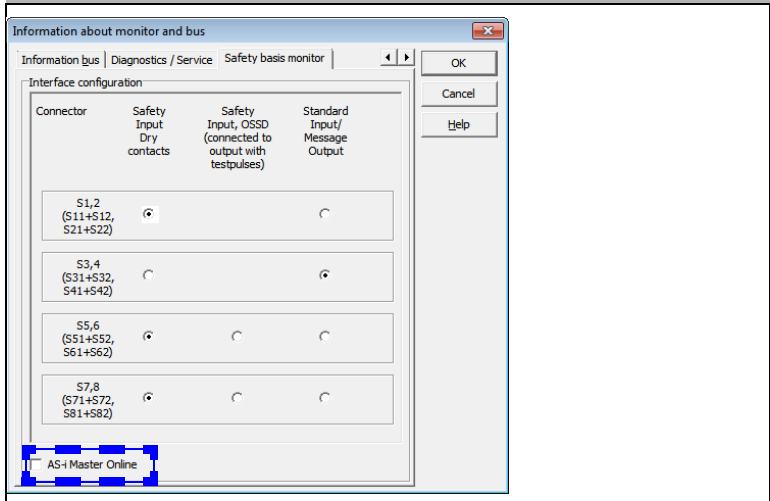 Information about monitor and bus
Information bus Diagnostics / Service Safety basis monitor
OK
Cancel
Help
Interface configuration
Connector
Safety
Input
Dry
contacts
Safety
Input, OSSD
(connected to
output with
testpulses)
Standard
Input/
Message
Output
S1,2
(S11+S12,
S21+S22)
S3,4
(S31+S32,
S41+S42)
S5,6
(S51+S52,
S61+S62)
S7,8
(S71+S72,
S81+S82)
AS-i Master Online